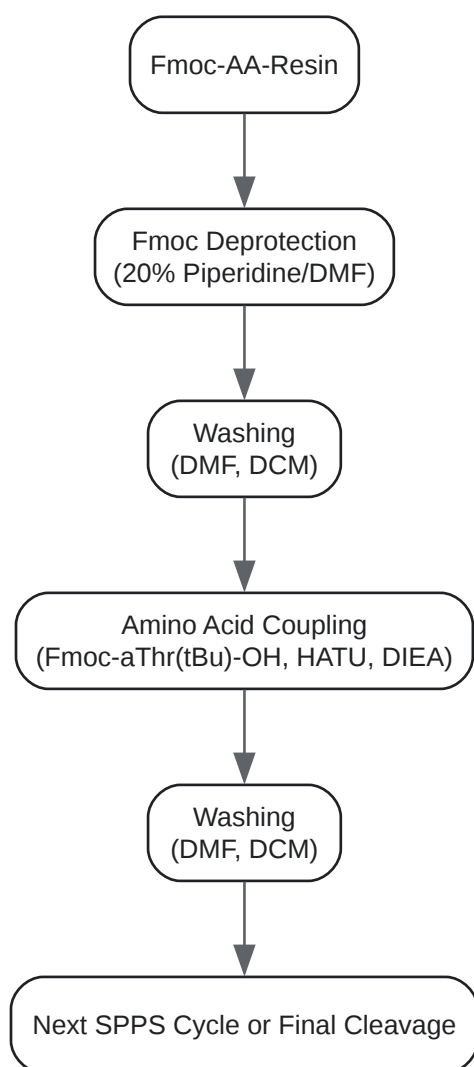 Fmoc-AA-Resin
Fmoc Deprotection
(20% Piperidine/DMF)
Washing
(DMF, DCM)
Amino Acid Coupling
(Fmoc-aThr(tBu)-OH, HATU, DIEA)
Washing
(DMF, DCM)
Next SPPS Cycle or Final Cleavage